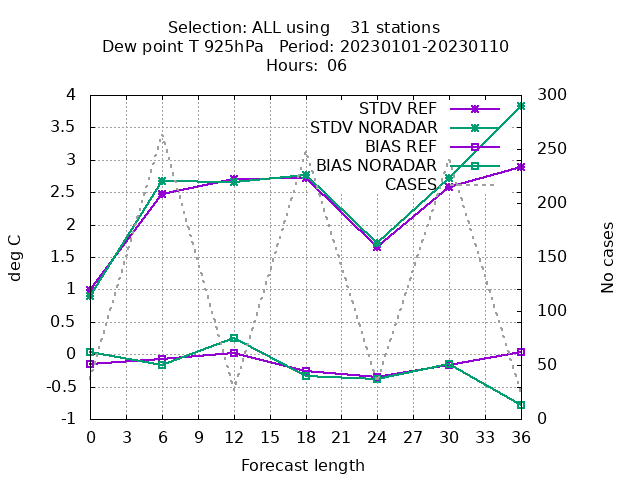 Selection: ALL using    31 stations
Dew point T 925hPa   Period: 20230101-20230110
Hours:  06
4
3.5
3
2.5
2
1.5
1
0.5
0
-0.5
-1
deg C
STDV REF
STDV NORADAR
BIAS REF
BIAS NORADAR
CASES
300
250
200
150
100
50
0
No cases
0 3 6 9 12 15 18 21 24 27 30 33 36
Forecast length